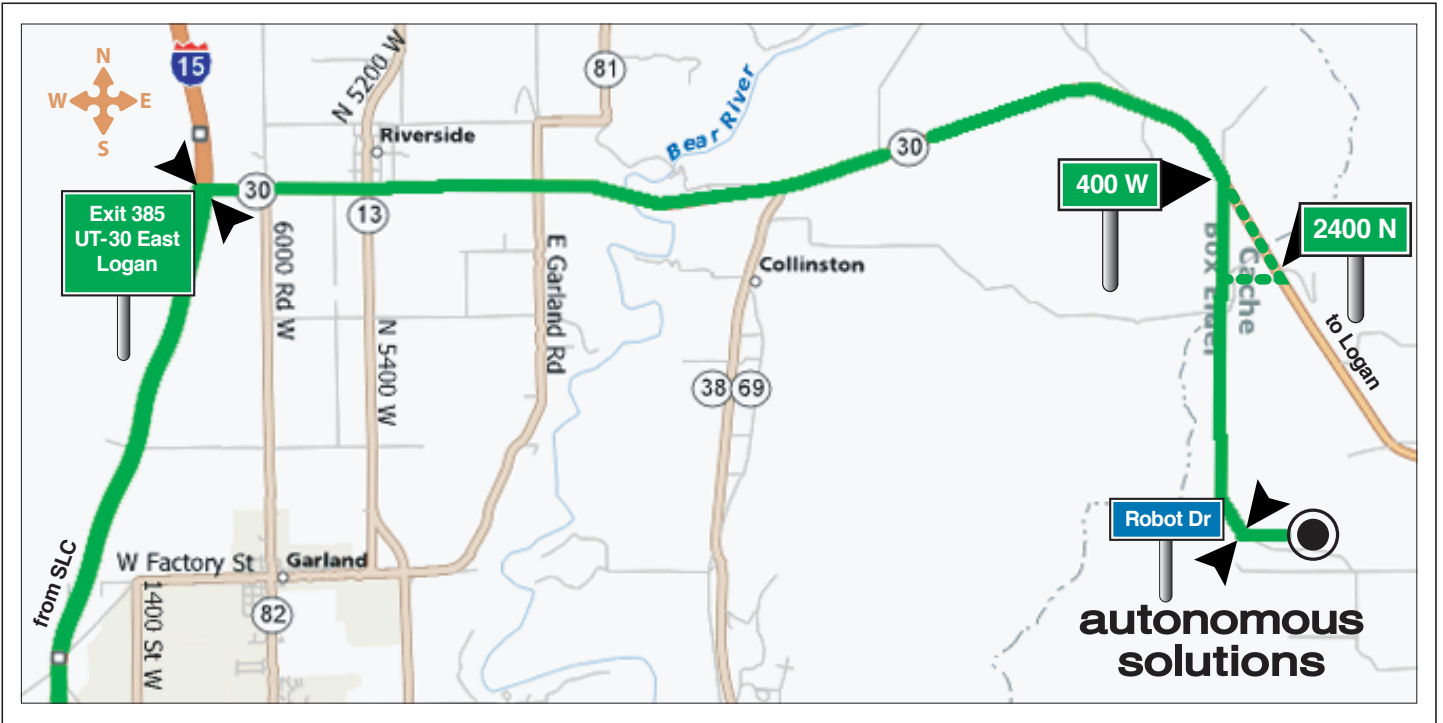 N
W E
S
15
N 5200 W
81
Bear River
Riverside
30
30
13
Exit 385
UT-30 East
Logan
400 W
2400 N
6000 Rd W
E Garland Rd
Collinston
Box Elder
Cache
to Logan
N 5400 W
38
69
Robot Dr
from SLC
W Factory St
Garland
1400 St W
82
autonomous
solutions